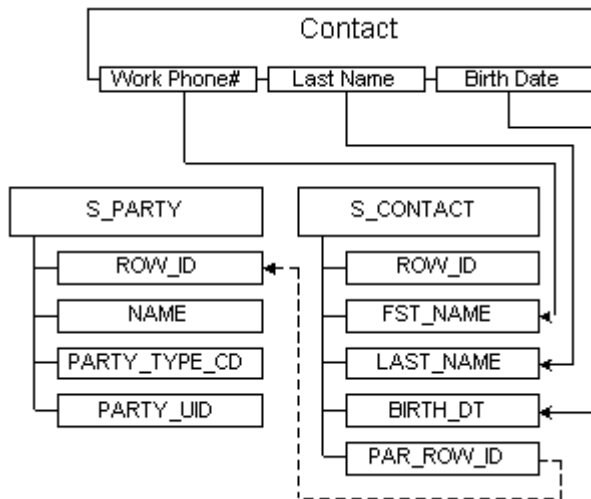 Contact
Work Phone#
Last Name
Birth Date
S_PARTY
ROW_ID
NAME
PARTY_TYPE_CD
PARTY_UID
S_CONTACT
ROW_ID
FST_NAME
LAST_NAME
BIRTH_DT
PAR_ROW_ID